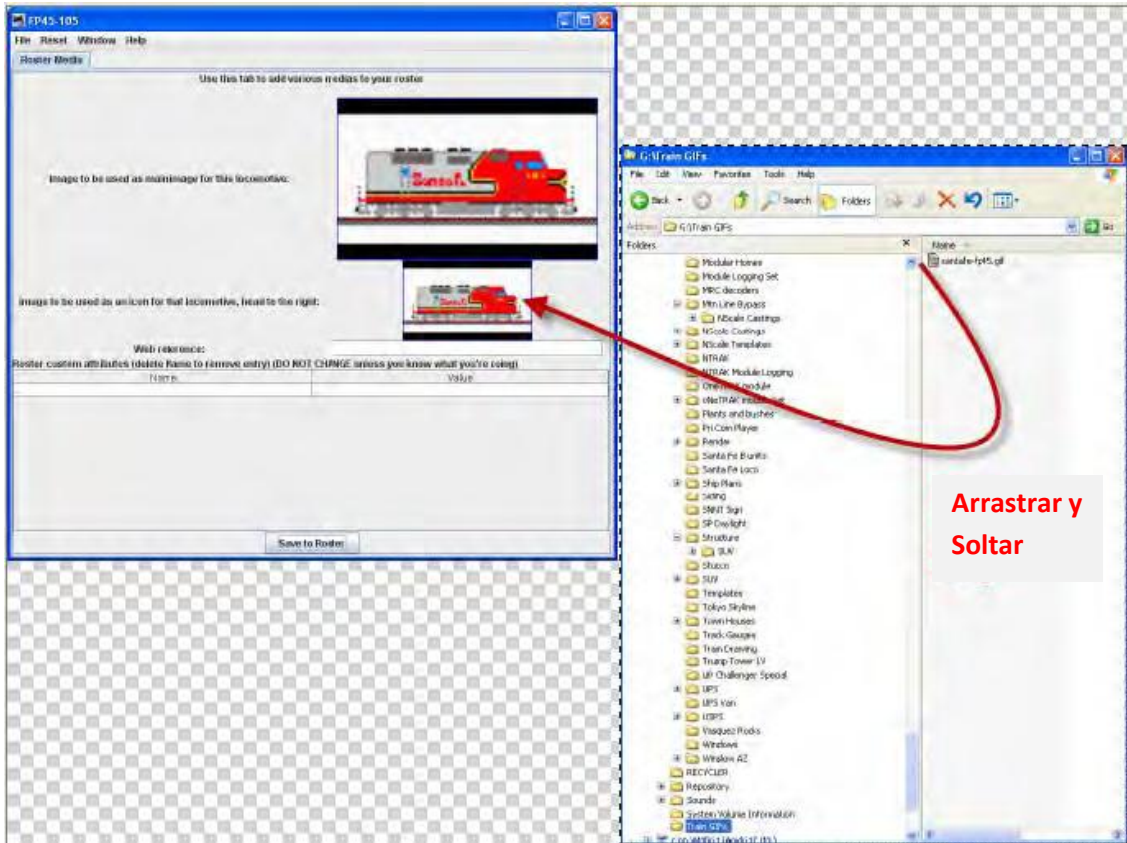 FP45-105
File Reset Window Help
Roster Media
Use this tab to add various medias to your roster
Image to be used as mainimage for this locomotive:
Santa Fe
Image to be used as an icon for that locomotive, head to the right:
Web reference:
Roster custom attributes (delete Name to remove entry) (DO NOT CHANGE unless you know what you're doing)
Name Value
Save to Roster
G:\Train GIFs
File Edit View Favorites Tools Help
Back Search Folders
Address G:\Train GIFs Go
Folders × Name
santafe-fp45.gif
Modular Homes
Module Logging Set
MRC decoders
Mtn Line Bypass
NScale Castings
NScale Castings
NScale Templates
NTRAK
NTRAK Module Logging
module
oNeTRAK
Plants and bushes
Pri Com Player
Render
Santa Fe
Santa Fe Loco
Ship Plans
Siding
SNNT Sign
SP Daylight
Structure
SUV
Stucco
SUV
Templates
Tokyo Skyline
Town Houses
Track Gauges
Train Drawing
Trump Tower LV
UP Challenger Special
UPS
UPS Van
USPS
Vasquez Rocks
Windows
Winslow AZ
RECYCLER
Repository
Sounds
System Volume Information
Train GIFs
Arrastrar y
Soltar